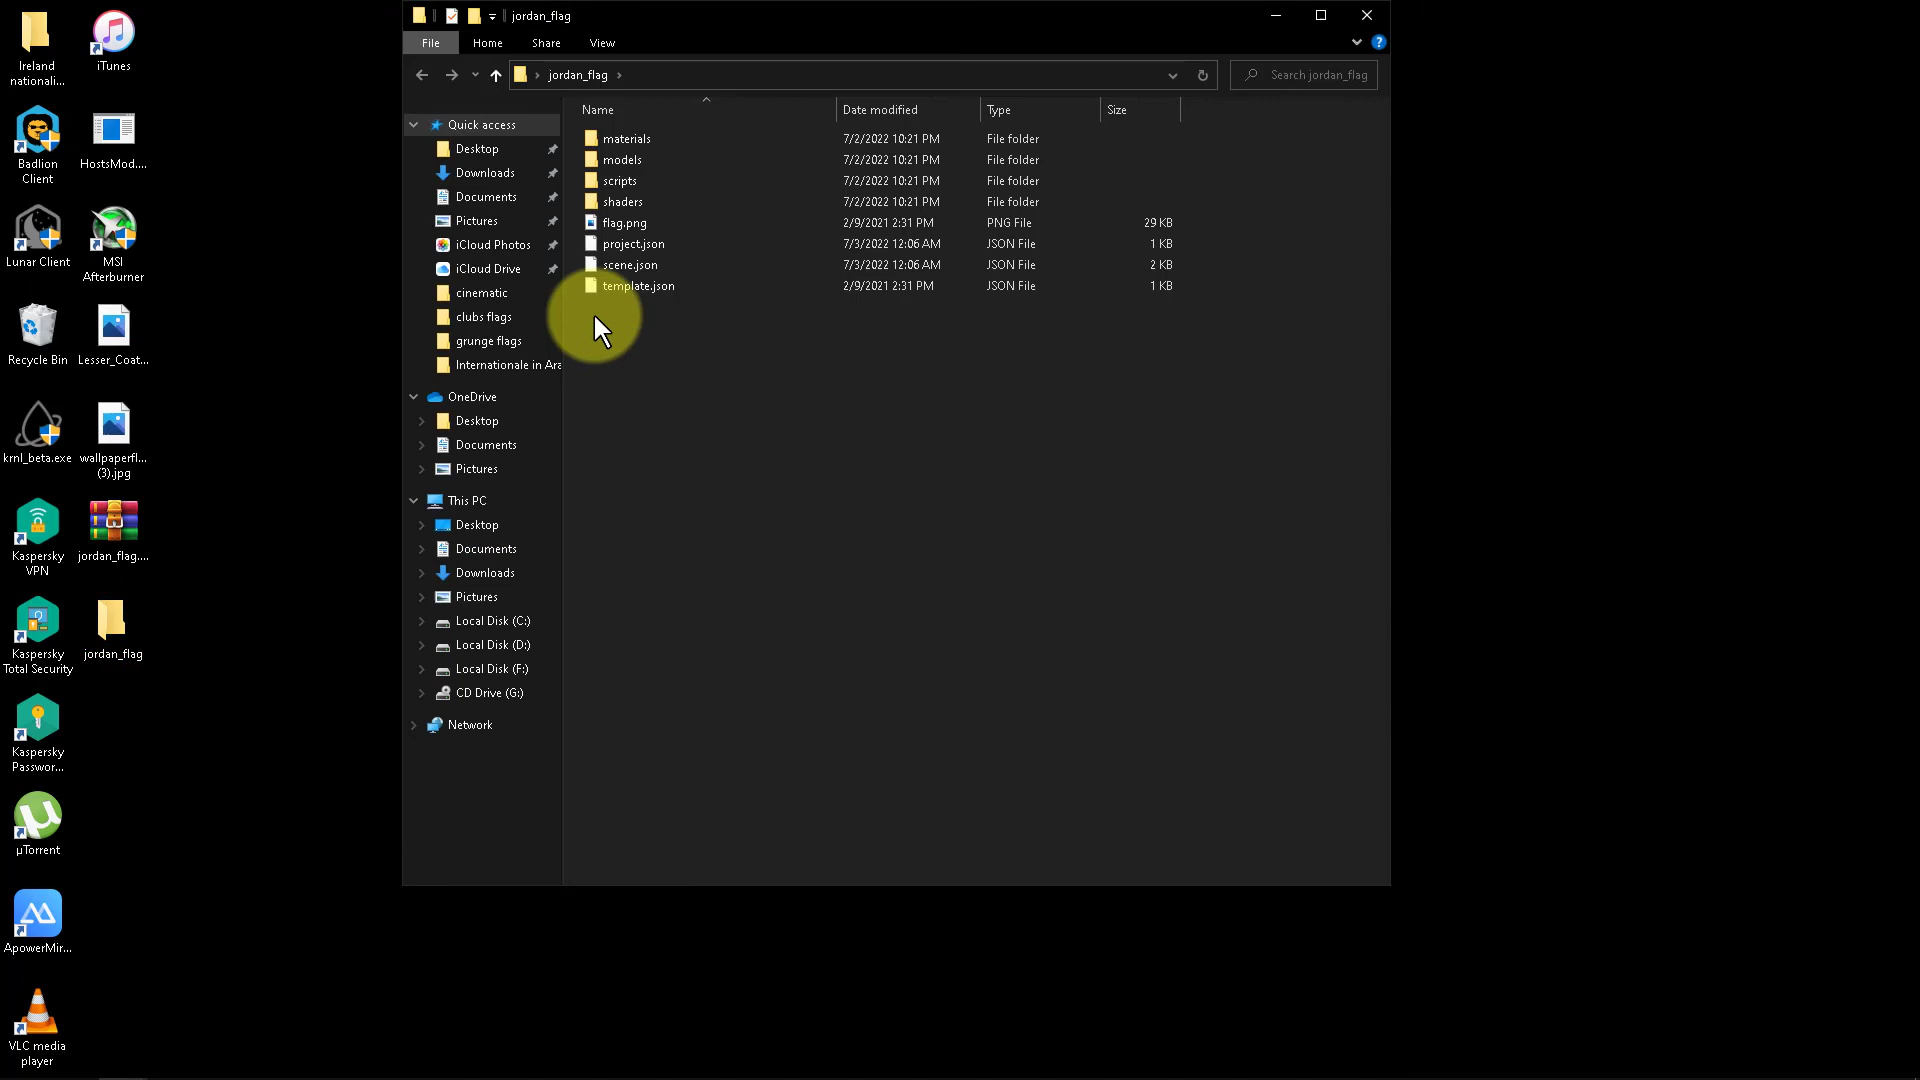 jordan_flag
File
Home
Share
View
jordan_flag
Search jordan_flag
Name
Date modified
Type
Size
materials
7/2/2022 10:21 PM
File folder
models
7/2/2022 10:21 PM
File folder
scripts
7/2/2022 10:21 PM
File folder
shaders
7/2/2022 10:21 PM
File folder
flag.png
2/9/2021 2:31 PM
PNG File
29 KB
project.json
7/3/2022 12:06 AM
JSON File
1 KB
scene.json
7/3/2022 12:06 AM
JSON File
2 KB
template.json
2/9/2021 2:31 PM
JSON File
1 KB
Quick access
Desktop
Downloads
Documents
Pictures
iCloud Photos
iCloud Drive
cinematic
clubs flags
grunge flags
Internationale in Ara
OneDrive
Desktop
Documents
Pictures
This PC
Desktop
Documents
Downloads
Pictures
Local Disk (C:)
Local Disk (D:)
Local Disk (F:)
CD Drive (G:)
Network
Ireland
nationali...
iTunes
Badlion
Client
HostsMod....
Lunar Client
MSI
Afterburner
Recycle Bin
Lesser_Coat...
krnl_beta.exe
wallpaperfl...
(3).jpg
Kaspersky
VPN
jordan_flag....
Kaspersky
Total Security
jordan_flag
Kaspersky
Passwor...
µTorrent
ApowerMir...
VLC media
player